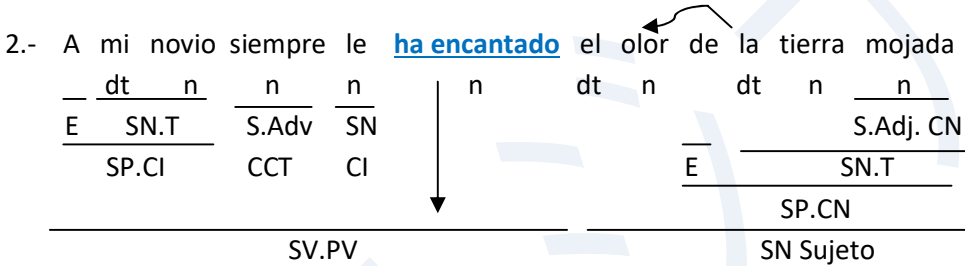 2.- A mi novio siempre le ha encantado el olor de la tierra mojada
dt n n n n dt n dt n n
E SN.T S.Adv SN S.Adj. CN
SP.CI CCT CI E SN.T
SP.CN
SV.PV SN Sujeto